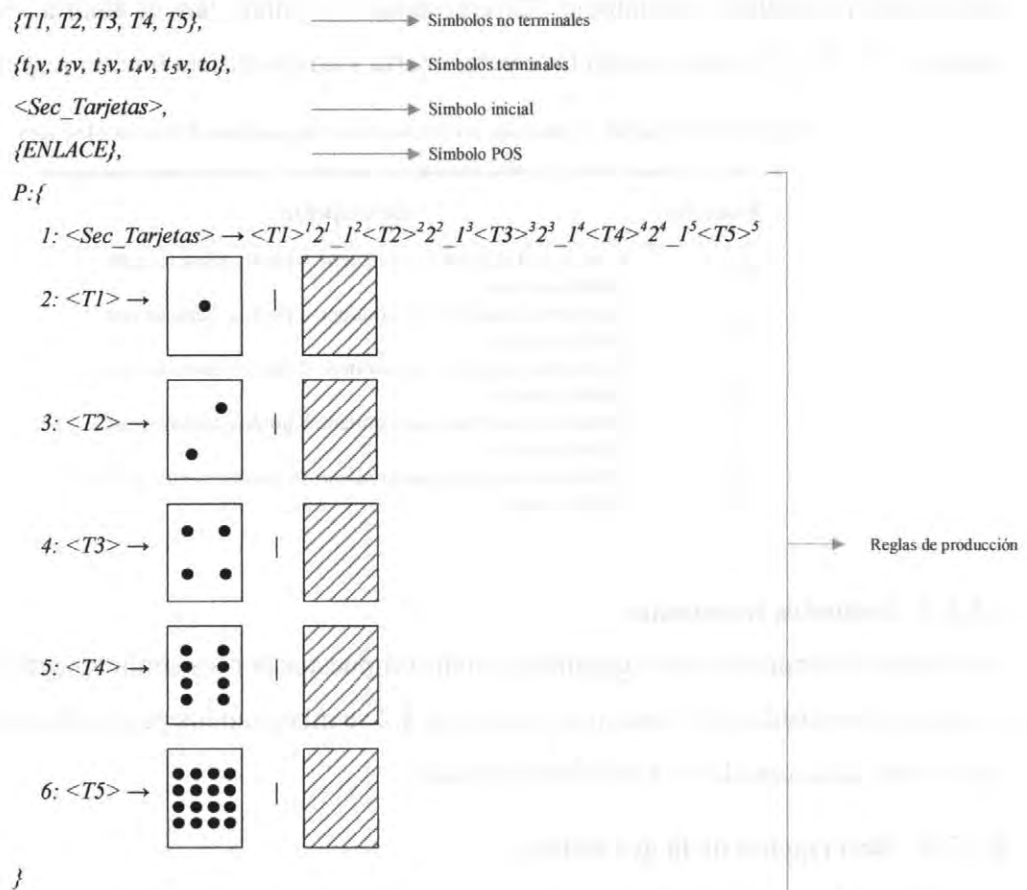 {T1, T2, T3, T4, T5}, Símbolos no terminales
{t₁v, t₂v, t₃v, t₄v, t₅v, to}, Símbolos terminales
<Sec_Tarjetas>, Símbolo inicial
{ENLACE}, Símbolo POS
P:{
1: <Sec_Tarjetas> → <T1>¹2¹_1²<T2>²2²_1³<T3>³2³_1⁴<T4>⁴2⁴_1⁵<T5>⁵
2: <T1> → |
3: <T2> → |
4: <T3> → |
Reglas de producción
5: <T4> → |
6: <T5> → |
}